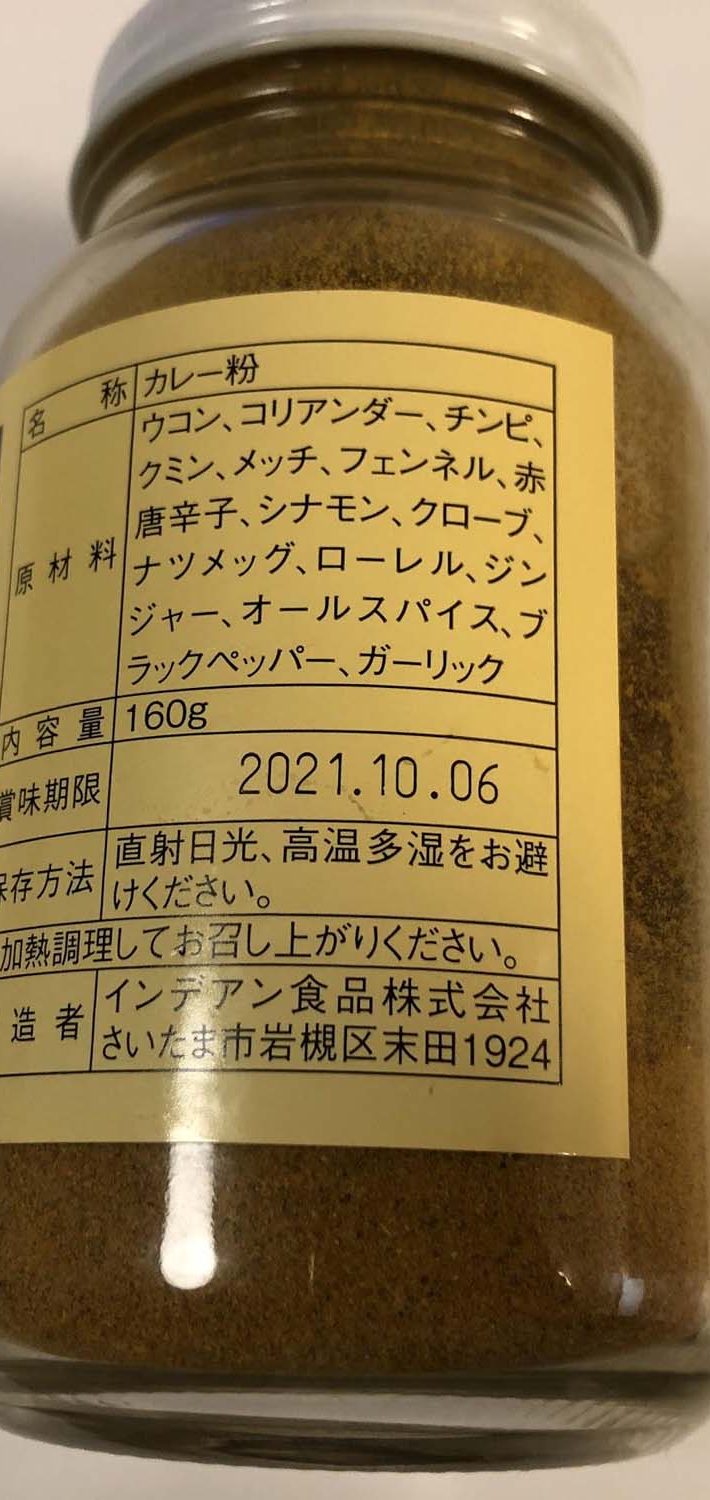 名称 カレー粉
ウコン、コリアンダー、チンピ、
クミン、メッチ、フェンネル、赤
唐辛子、シナモン、クローブ、
原材料 ナツメッグ、ローレル、ジン
ジャー、オールスパイス、ブ
ラックペッパー、ガーリック
内容量 160g
賞味期限 2021.10.06
保存方法 直射日光、高温多湿をお避
けください。
加熱調理してお召し上がりください。
造者 インデアン食品株式会社
さいたま市岩槻区末田1924